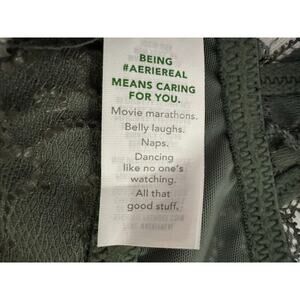 BEING
#AERIEREAL
MEANS CARING
FOR YOU.
Movie marathons.
Belly laughs.
Naps.
Dancing
like no one's
watching.
All that
good stuff.